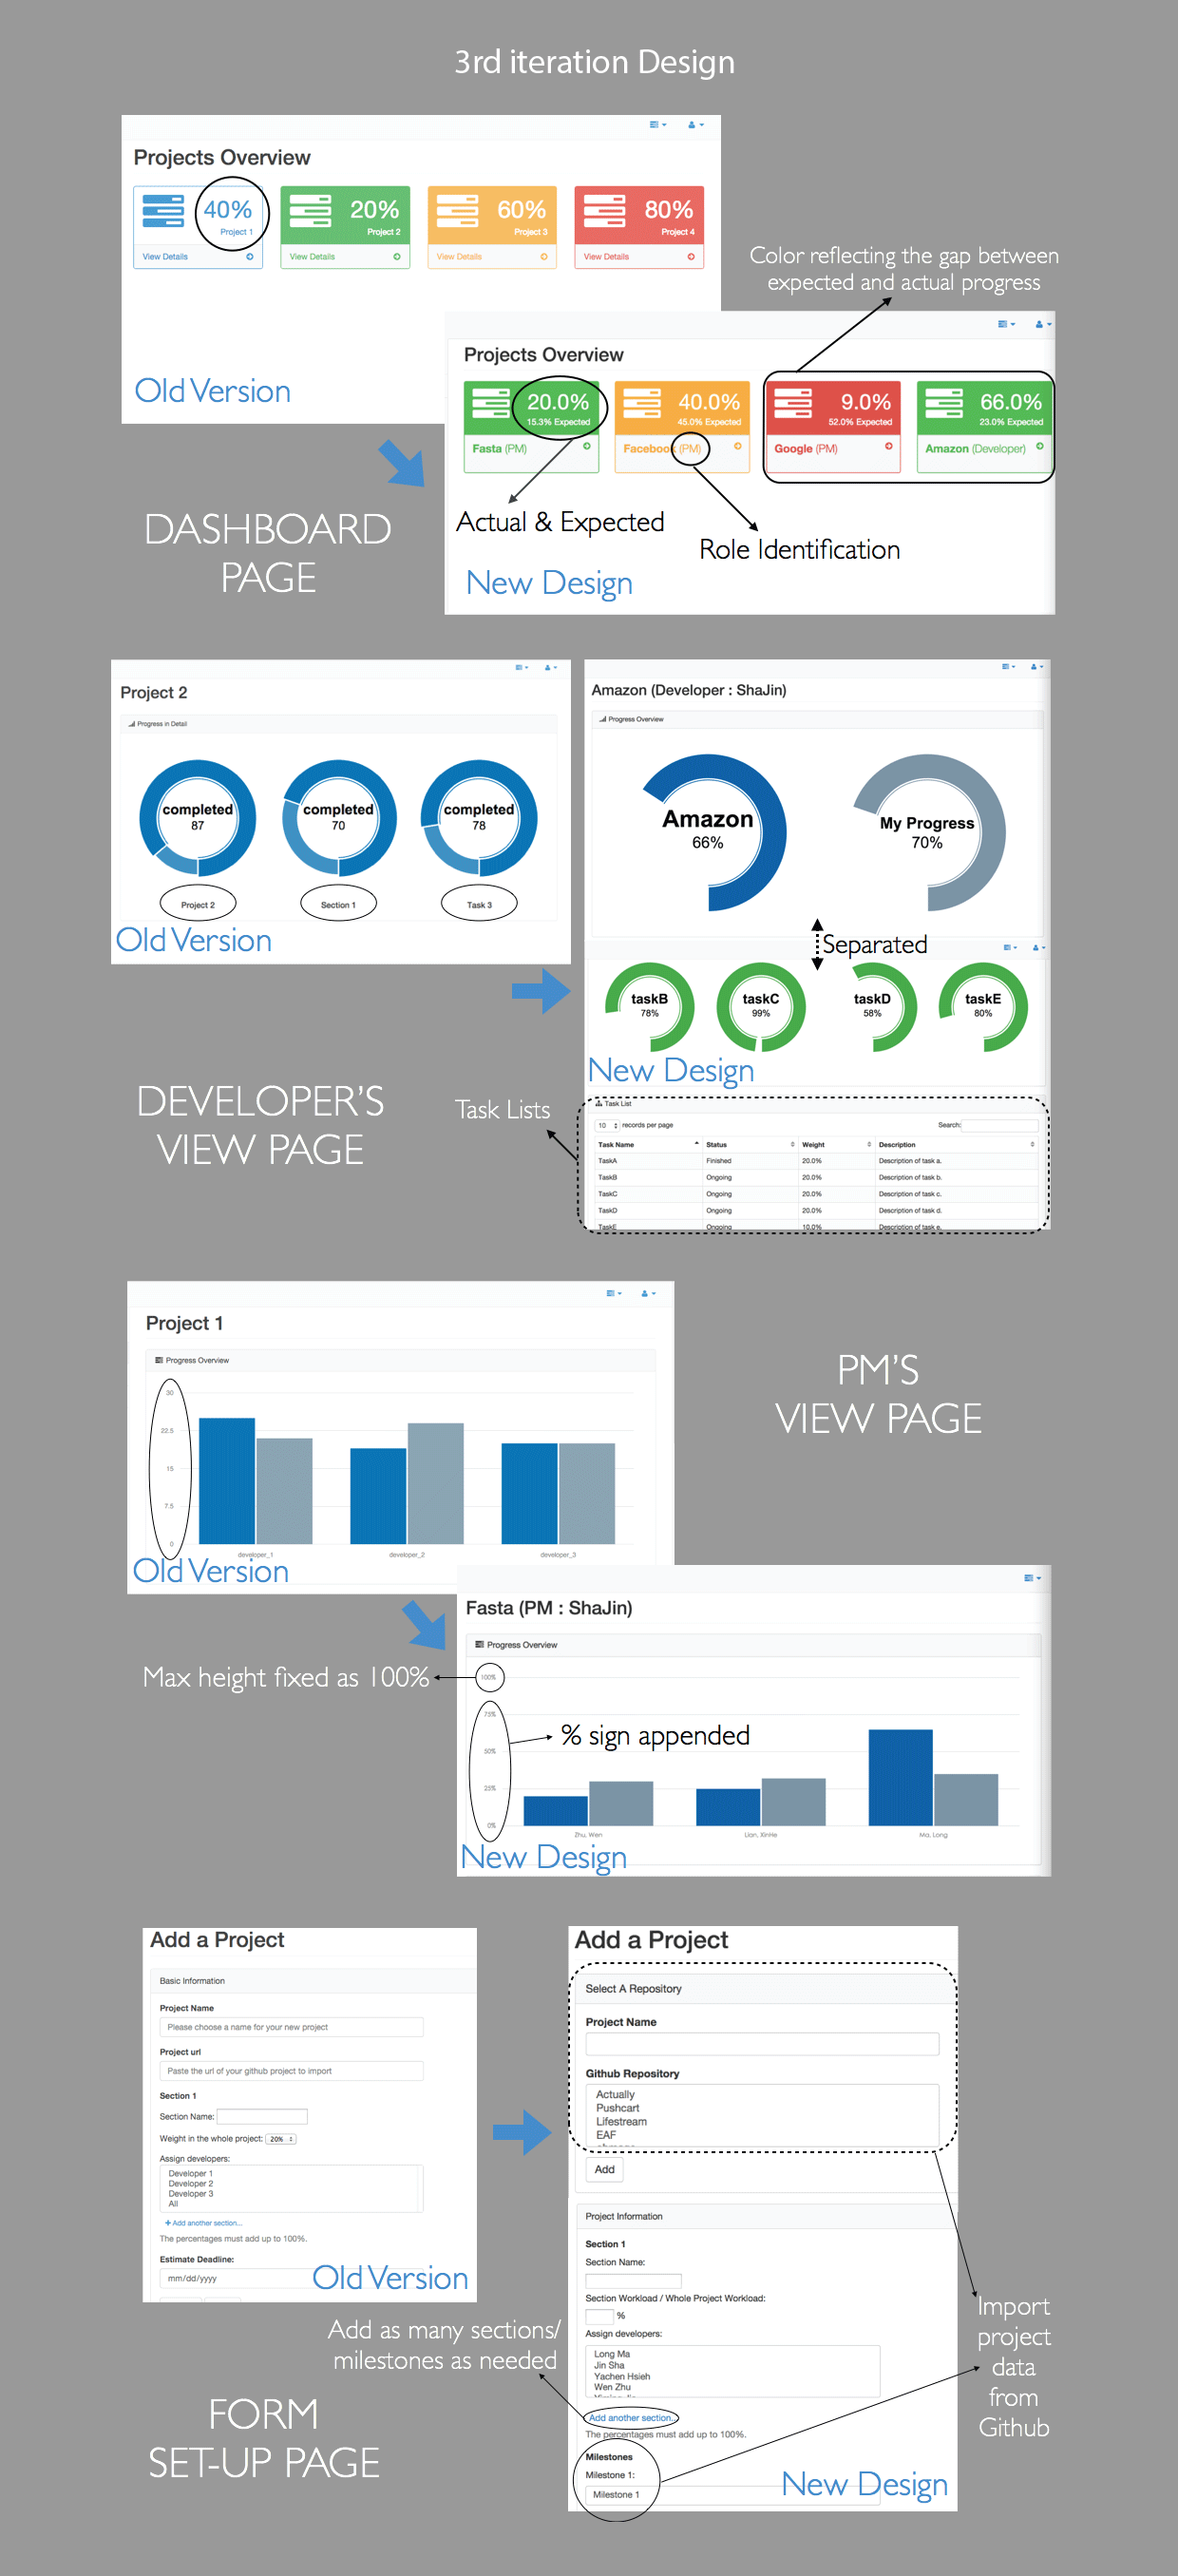 3rd iteration Design
Projects Overview
40%
Project 1
View Details
20%
Project 2
View Details
60%
Project 3
View Details
80%
Project 4
View Details
Old Version
Color reflecting the gap between
expected and actual progress
Projects Overview
20.0%
15.3% Expected
Fasta (PM)
40.0%
45.0% Expected
Facebook (PM)
9.0%
52.0% Expected
Google (PM)
66.0%
23.0% Expected
Amazon (Developer)
Actual & Expected
Role Identification
New Design
DASHBOARD
PAGE
Project 2
Progress in Detail
completed
87
Project 2
completed
70
Section 1
completed
78
Task 3
Old Version
Amazon (Developer : ShaJin)
Progress Overview
Amazon
66%
My Progress
70%
Separated
taskB
78%
taskC
99%
taskD
58%
taskE
80%
New Design
DEVELOPER'S
VIEW PAGE
Task Lists
Task List
10 records per page
Search:
Task Name Status Weight Description
TaskA Finished 20.0% Description of task a.
TaskB Ongoing 20.0% Description of task b.
TaskC Ongoing 20.0% Description of task c.
TaskD Ongoing 20.0% Description of task d.
TaskE Ongoing 10.0% Description of task e.
Project 1
Progress Overview
30
22.5
15
7.5
0
developer_1 developer_2 developer_3
Old Version
PM'S
VIEW PAGE
Fasta (PM : ShaJin)
Progress Overview
100%
75%
50%
25%
0%
Zhu, Wen Lian, XinHe Ma, Long
Max height fixed as 100%
% sign appended
New Design
Add a Project
Basic Information
Project Name
Please choose a name for your new project
Project url
Paste the url of your github project to import
Section 1
Section Name:
Weight in the whole project: 20%
Assign developers:
Developer 1
Developer 2
Developer 3
All
+ Add another section...
The percentages must add up to 100%.
Estimate Deadline:
mm/dd/yyyy
Old Version
Add a Project
Select A Repository
Project Name
Github Repository
Actually
Pushcart
Lifestream
EAF
Add
Project Information
Section 1
Section Name:
Section Workload / Whole Project Workload:
%
Assign developers:
Long Ma
Jin Sha
Yachen Hsieh
Wen Zhu
Add another section..
The percentages must add up to 100%.
Milestones
Milestone 1:
Milestone 1
New Design
Add as many sections/
milestones as needed
Import
project
data
from
Github
FORM
SET-UP PAGE